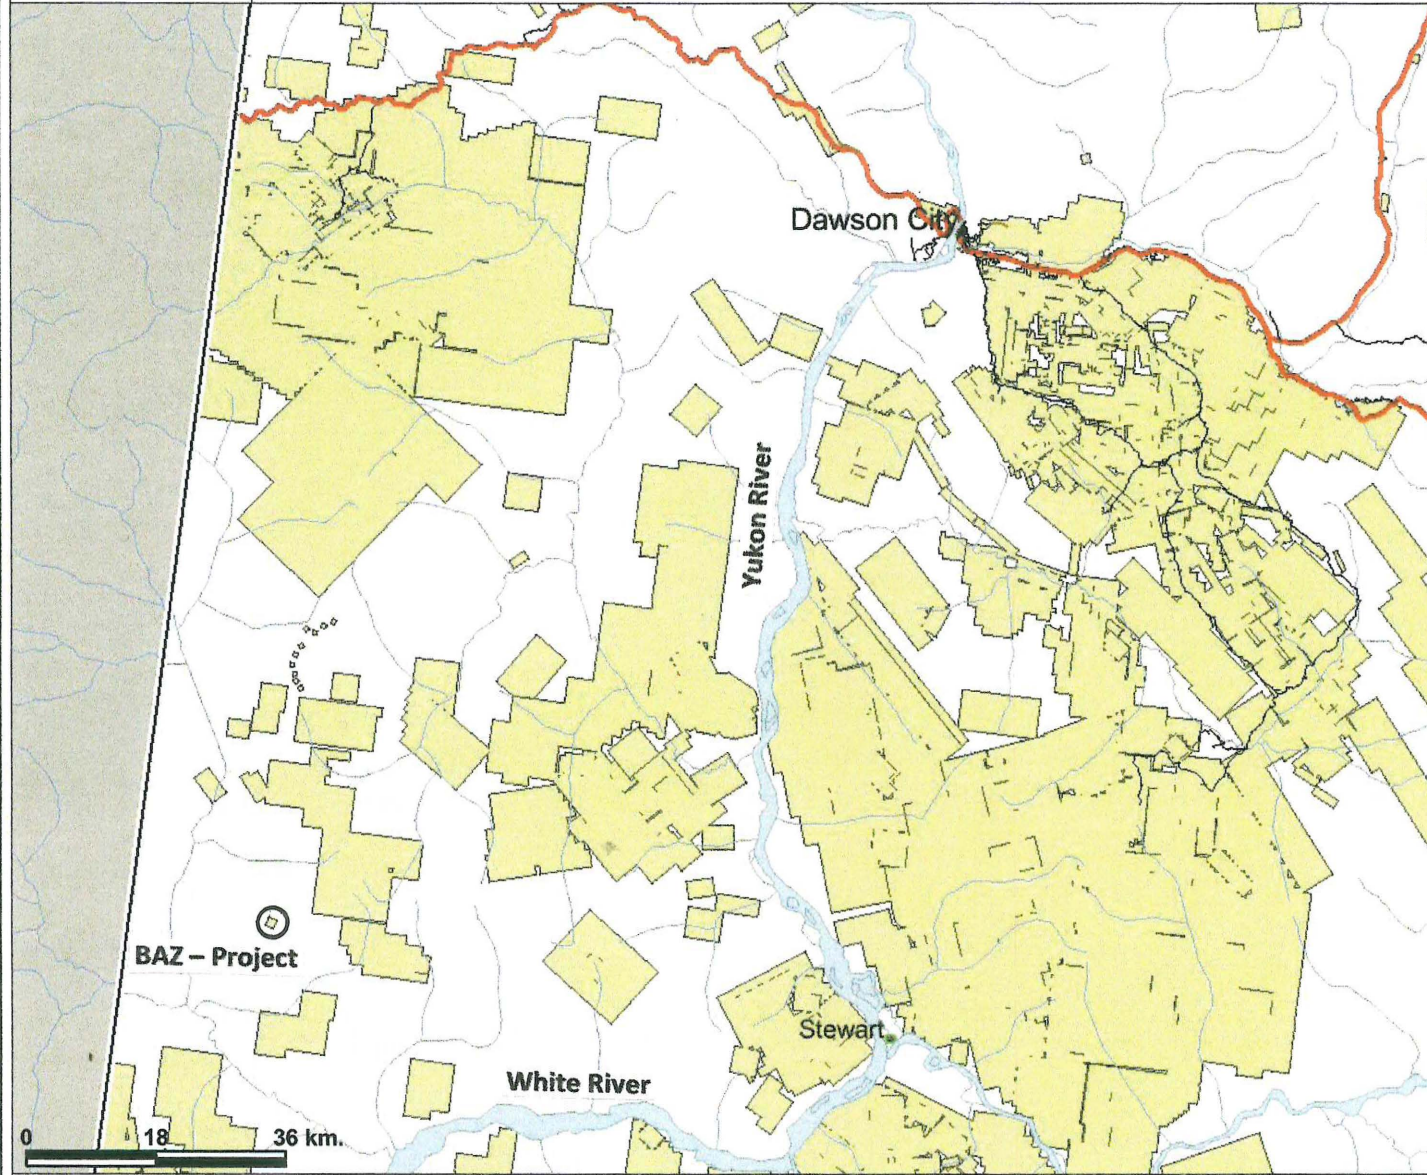 Dawson City
Yukon River
BAZ – Project
Stewart
White River
0 18 36 km.